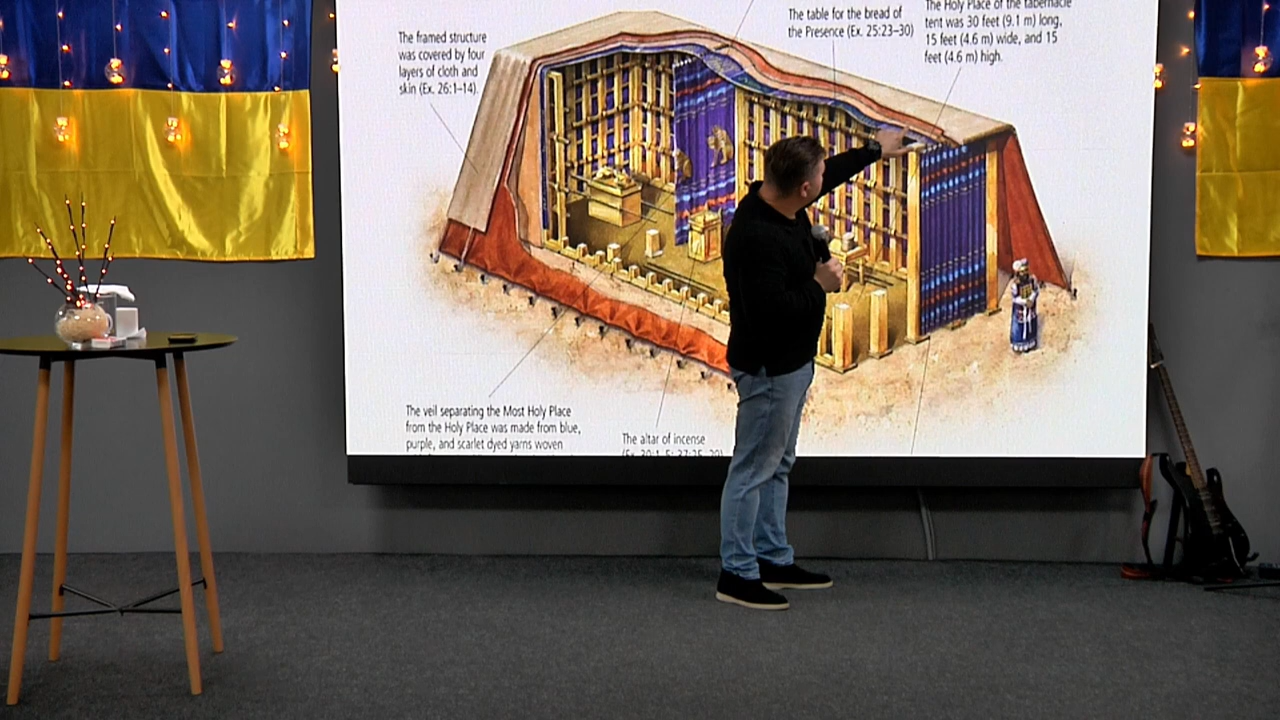 The framed structure
was covered by four
layers of cloth and
skin (Ex. 26:1–14).
The table for the bread of
the Presence (Ex. 25:23–30)
The Holy Place of the tabernacle
tent was 30 feet (9.1 m) long,
15 feet (4.6 m) wide, and 15
feet (4.6 m) high.
The veil separating the Most Holy Place
from the Holy Place was made from blue,
purple, and scarlet dyed yarns woven
The altar of incense